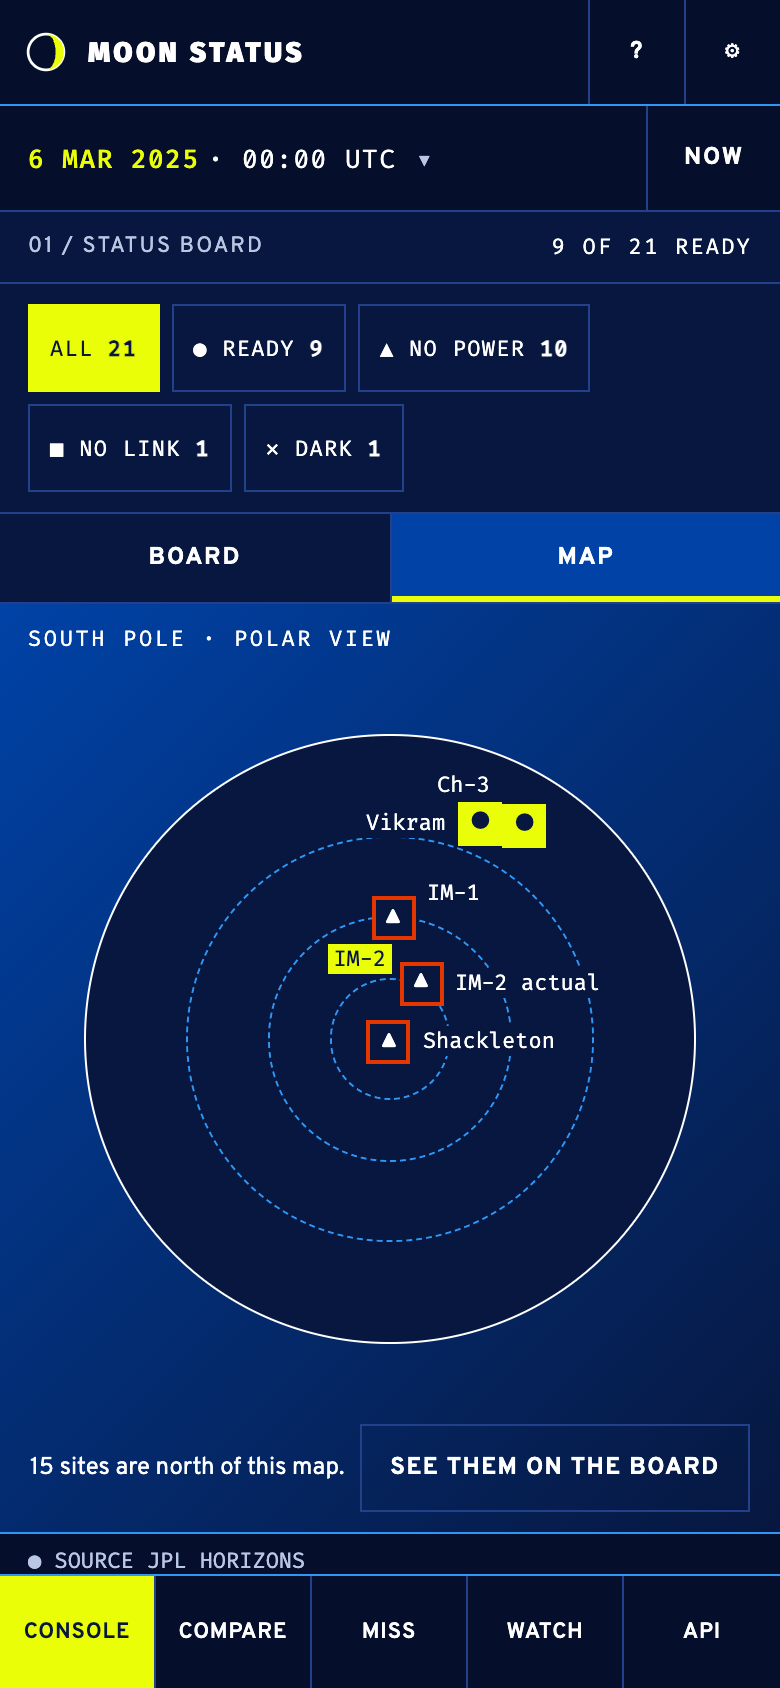 MOON STATUS ? ⚙
6 MAR 2025 · 00:00 UTC ▾ NOW
01 / STATUS BOARD 9 OF 21 READY
ALL 21 ● READY 9 ▲ NO POWER 10
■ NO LINK 1 × DARK 1
BOARD MAP
SOUTH POLE · POLAR VIEW
Ch-3
Vikram
IM-1
IM-2
IM-2 actual
Shackleton
15 sites are north of this map. SEE THEM ON THE BOARD
● SOURCE JPL HORIZONS
CONSOLE COMPARE MISS WATCH API